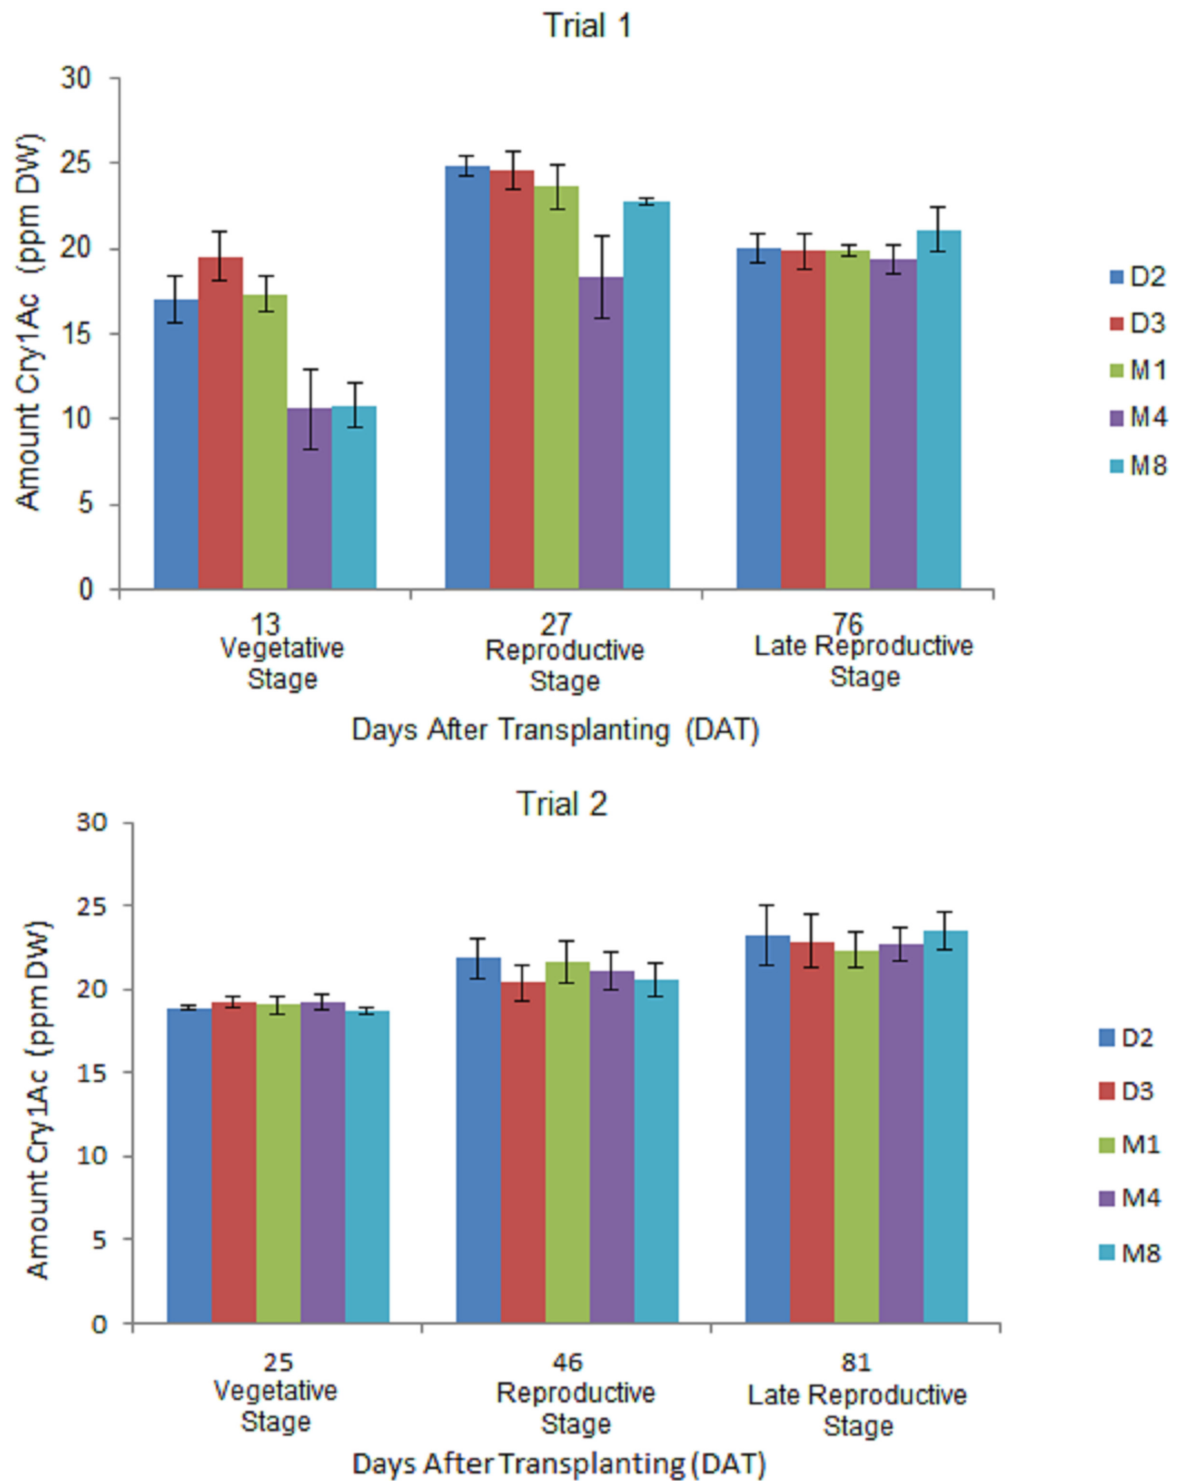 Trial 1
Amount Cry1Ac (ppm DW)
30
25
20
15
10
5
0
13
Vegetative
Stage
27
Reproductive
Stage
76
Late Reproductive
Stage
Days After Transplanting (DAT)
D2
D3
M1
M4
M8
Trial 2
Amount Cry1Ac (ppm DW)
30
25
20
15
10
5
0
25
Vegetative
Stage
46
Reproductive
Stage
81
Late Reproductive
Stage
Days After Transplanting (DAT)
D2
D3
M1
M4
M8